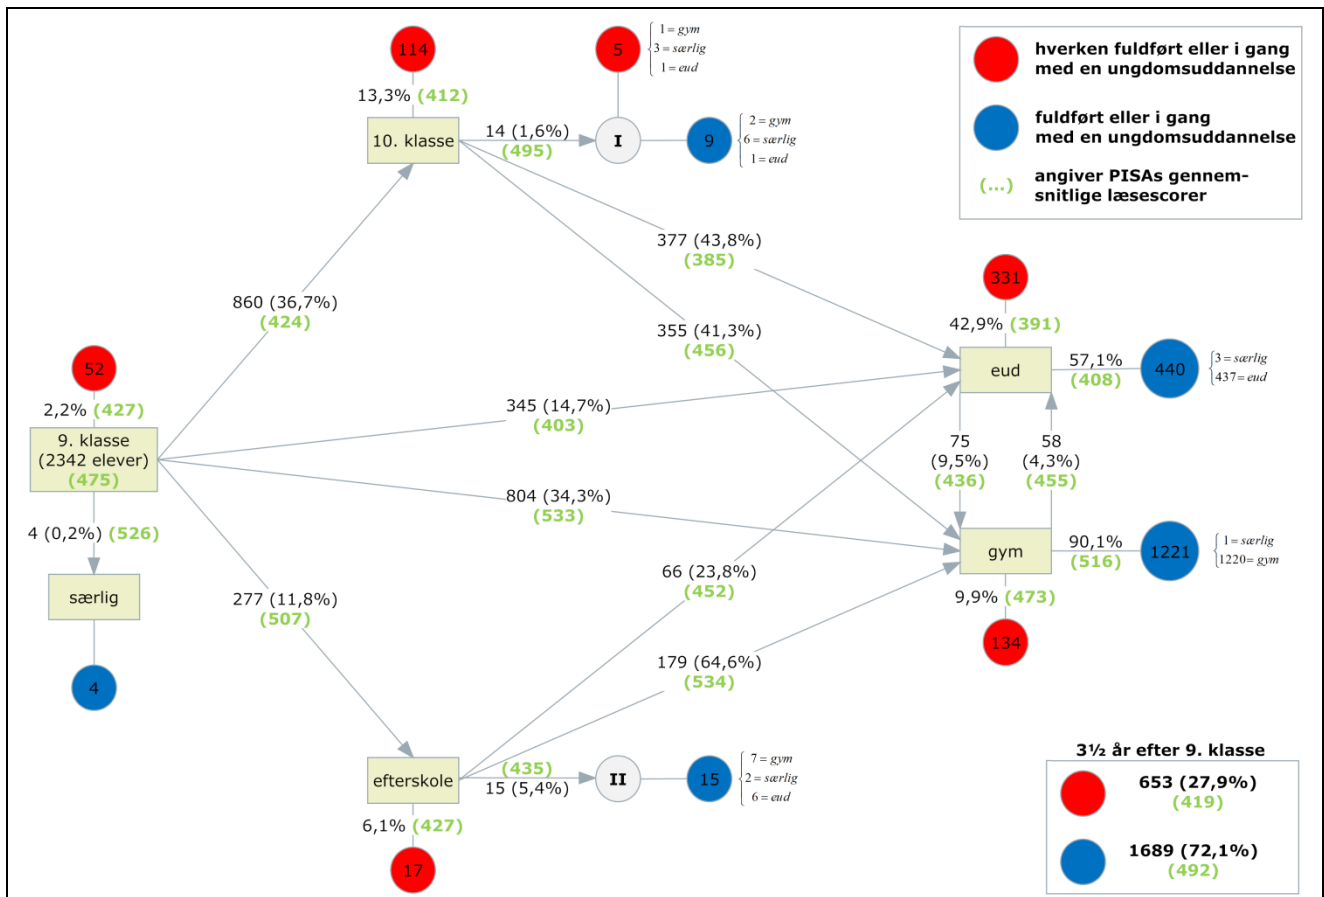 114
13,3% (412)
10. klasse
14 (1,6%)
(495)
I
5
1 = gym
3 = særlig
1 = eud
9
2 = gym
6 = særlig
1 = eud
hverken fuldført eller i gang
med en ungdomsuddannelse
fuldført eller i gang
med en ungdomsuddannelse
(...)
angiver PISAs gennem-
snitlige læsescorer
377 (43,8%)
(385)
860 (36,7%)
(424)
355 (41,3%)
(456)
331
42,9% (391)
eud
57,1%
(408)
440
3 = særlig
437 = eud
52
2,2% (427)
9. klasse
(2342 elever)
(475)
345 (14,7%)
(403)
75
(9,5%)
(436)
58
(4,3%)
(455)
804 (34,3%)
(533)
4 (0,2%) (526)
særlig
4
gym
90,1%
(516)
1221
1 = særlig
1220 = gym
9,9% (473)
134
277 (11,8%)
(507)
66 (23,8%)
(452)
179 (64,6%)
(534)
efterskole
(435)
15 (5,4%)
II
15
7 = gym
2 = særlig
6 = eud
6,1% (427)
17
3½ år efter 9. klasse
653 (27,9%)
(419)
1689 (72,1%)
(492)